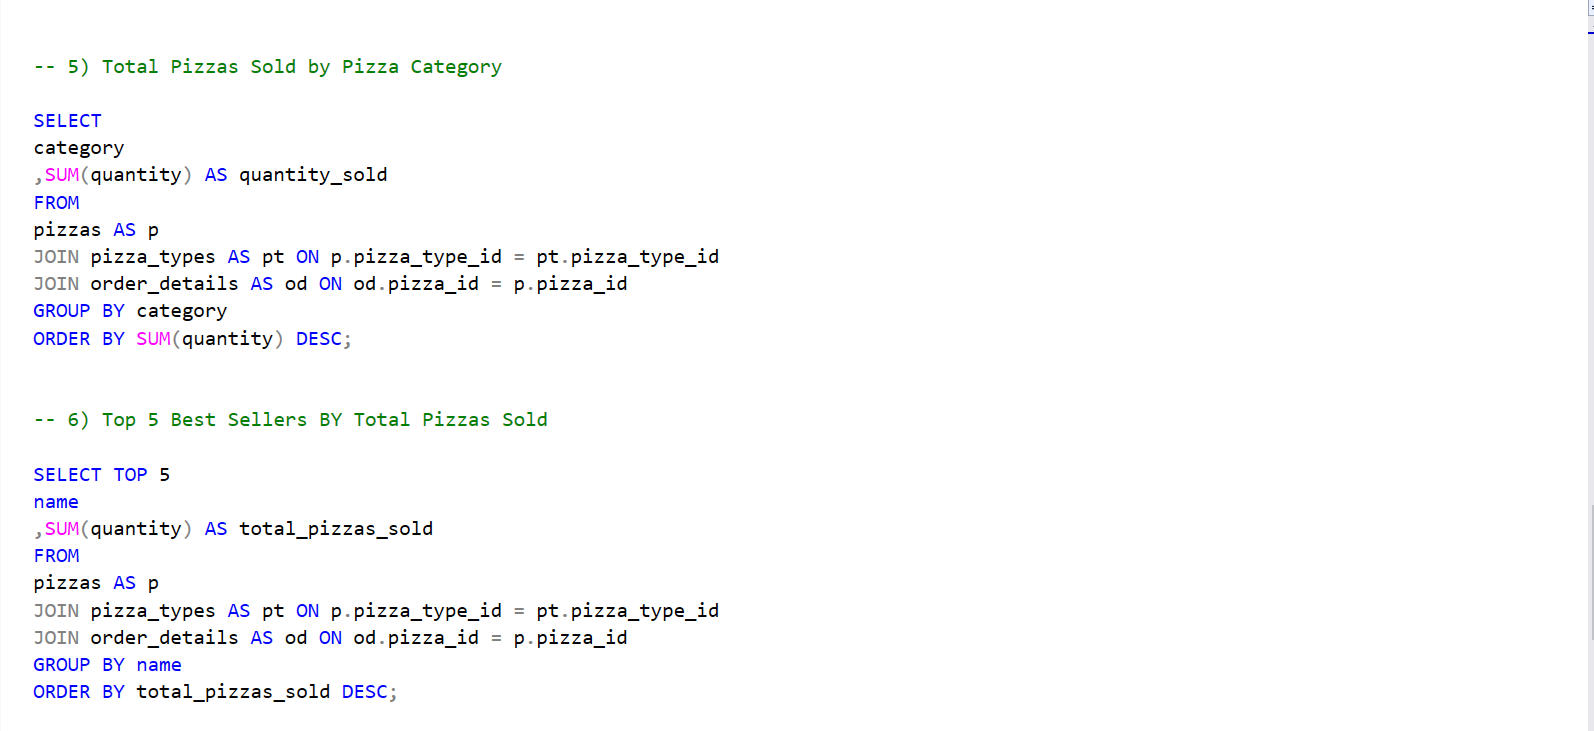 -- 5) Total Pizzas Sold by Pizza Category
SELECT
category
,SUM(quantity) AS quantity_sold
FROM
pizzas AS p
JOIN pizza_types AS pt ON p.pizza_type_id = pt.pizza_type_id
JOIN order_details AS od ON od.pizza_id = p.pizza_id
GROUP BY category
ORDER BY SUM(quantity) DESC;
-- 6) Top 5 Best Sellers BY Total Pizzas Sold
SELECT TOP 5
name
,SUM(quantity) AS total_pizzas_sold
FROM
pizzas AS p
JOIN pizza_types AS pt ON p.pizza_type_id = pt.pizza_type_id
JOIN order_details AS od ON od.pizza_id = p.pizza_id
GROUP BY name
ORDER BY total_pizzas_sold DESC;